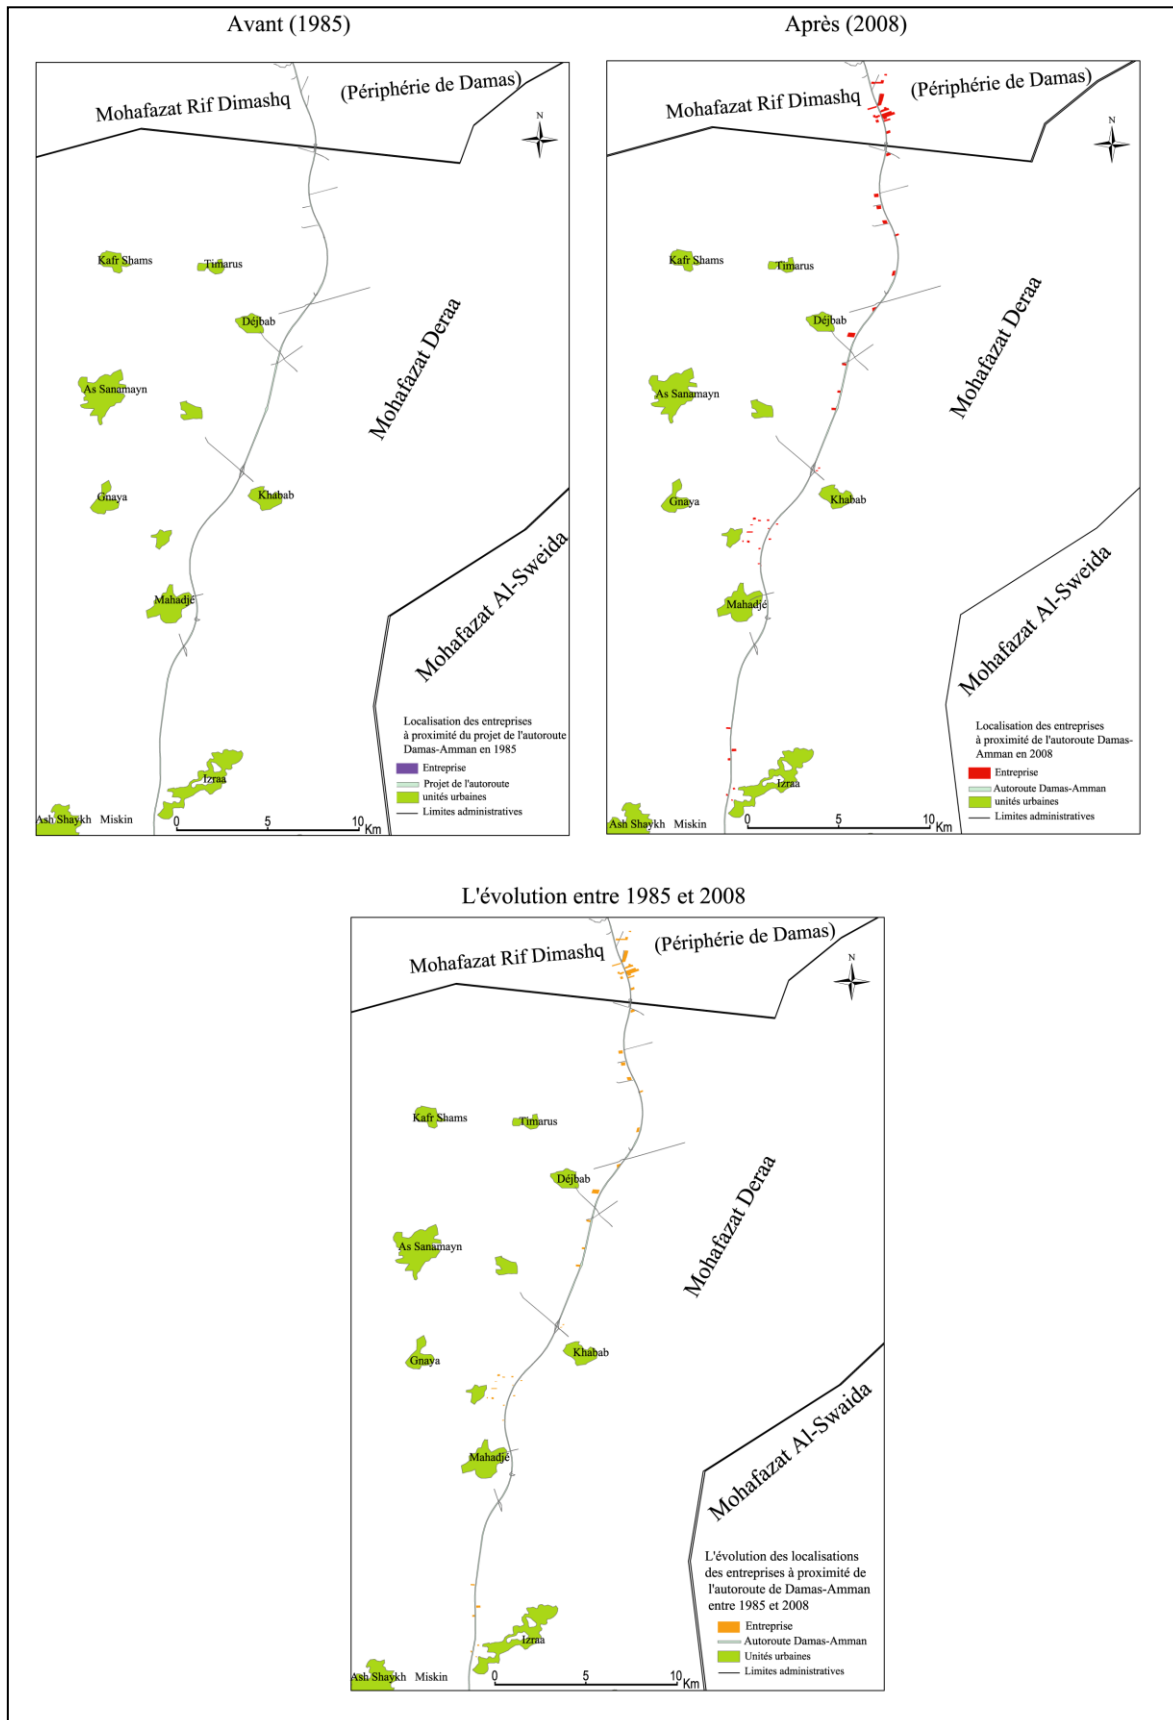 Avant (1985)
Mohafazat Rif Dimashq
(Périphérie de Damas)
N
Kafr Shams
Timarus
Déjbab
Mohafazat Deraa
As Sanamayn
Gnaya
Khabab
Mahadjé
Mohafazat Al-Sweida
Localisation des entreprises
à proximité du projet de l'autoroute
Damas-Amman en 1985
Entreprise
Projet de l'autoroute
unités urbaines
Limites administratives
Izraa
Ash Shaykh Miskin
0 5 10 Km
Après (2008)
Mohafazat Rif Dimashq
(Périphérie de Damas)
N
Kafr Shams
Timarus
Déjbab
Mohafazat Deraa
As Sanamayn
Gnaya
Khabab
Mahadjé
Mohafazat Al-Sweida
Localisation des entreprises
à proximité de l'autoroute Damas-
Amman en 2008
Entreprise
Autoroute Damas-Amman
unités urbaines
Limites administratives
Izraa
Ash Shaykh Miskin
0 5 10 Km
L'évolution entre 1985 et 2008
Mohafazat Rif Dimashq
(Périphérie de Damas)
N
Kafr Shams
Timarus
Déjbab
Mohafazat Deraa
As Sanamayn
Gnaya
Khabab
Mahadjé
Mohafazat Al-Swaida
L'évolution des localisations
des entreprises à proximité de
l'autoroute de Damas-Amman
entre 1985 et 2008
Entreprise
Autoroute Damas-Amman
Unités urbaines
Limites administratives
Izraa
Ash Shaykh Miskin
0 5 10 Km